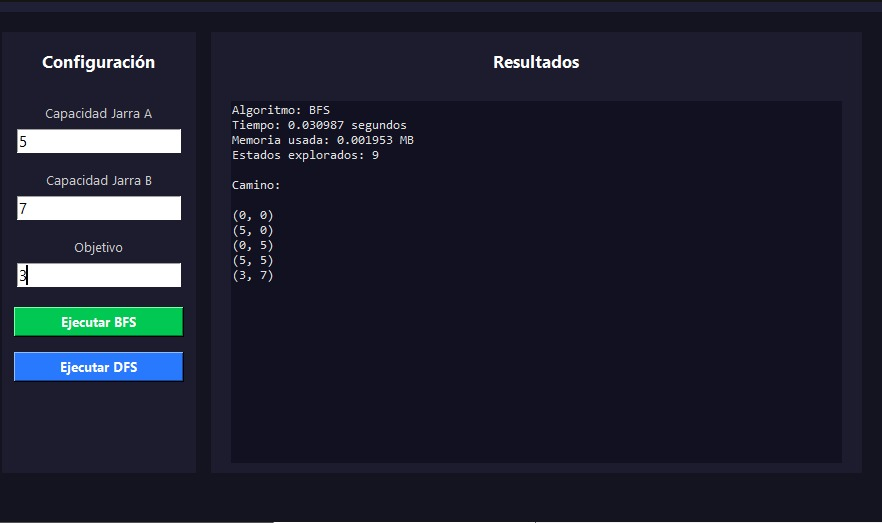 Configuración
Capacidad Jarra A
5
Capacidad Jarra B
7
Objetivo
3
Ejecutar BFS
Ejecutar DFS
Resultados
Algoritmo: BFS
Tiempo: 0.030987 segundos
Memoria usada: 0.001953 MB
Estados explorados: 9
Camino:
(0, 0)
(5, 0)
(0, 5)
(5, 5)
(3, 7)